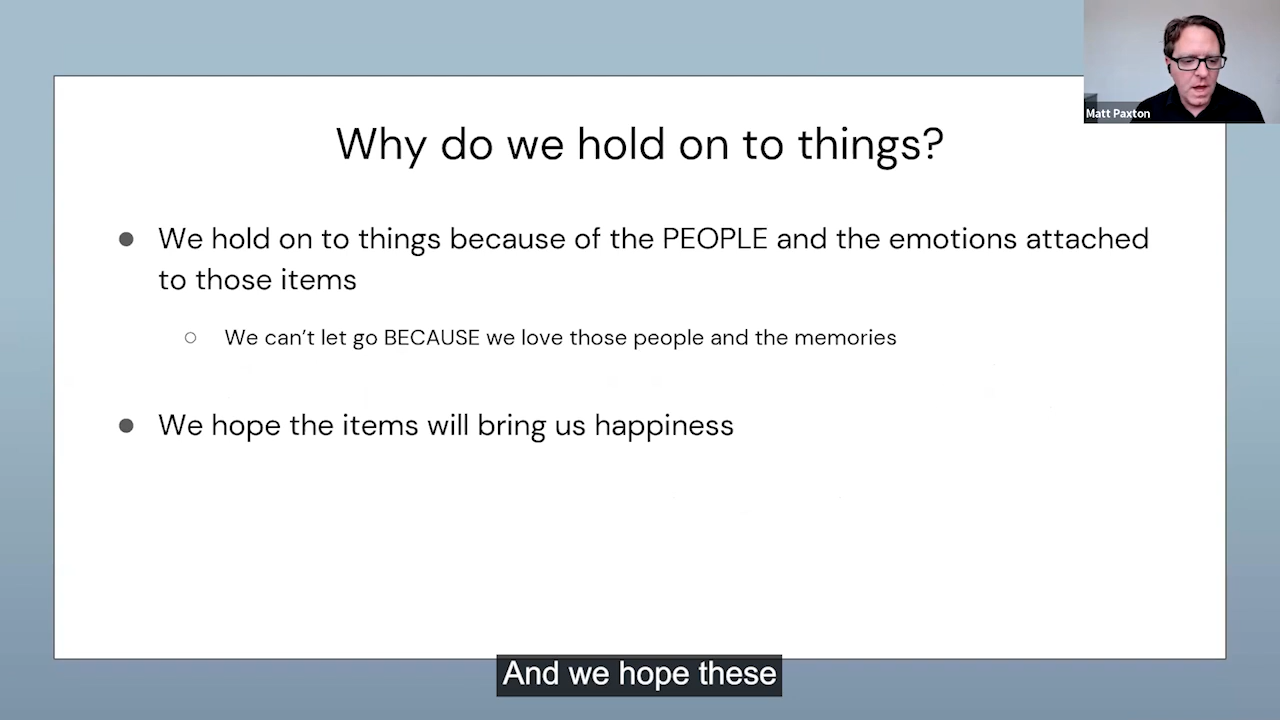 Matt Paxton
Why do we hold on to things?
● We hold on to things because of the PEOPLE and the emotions attached
to those items
○ We can’t let go BECAUSE we love those people and the memories
● We hope the items will bring us happiness
And we hope these